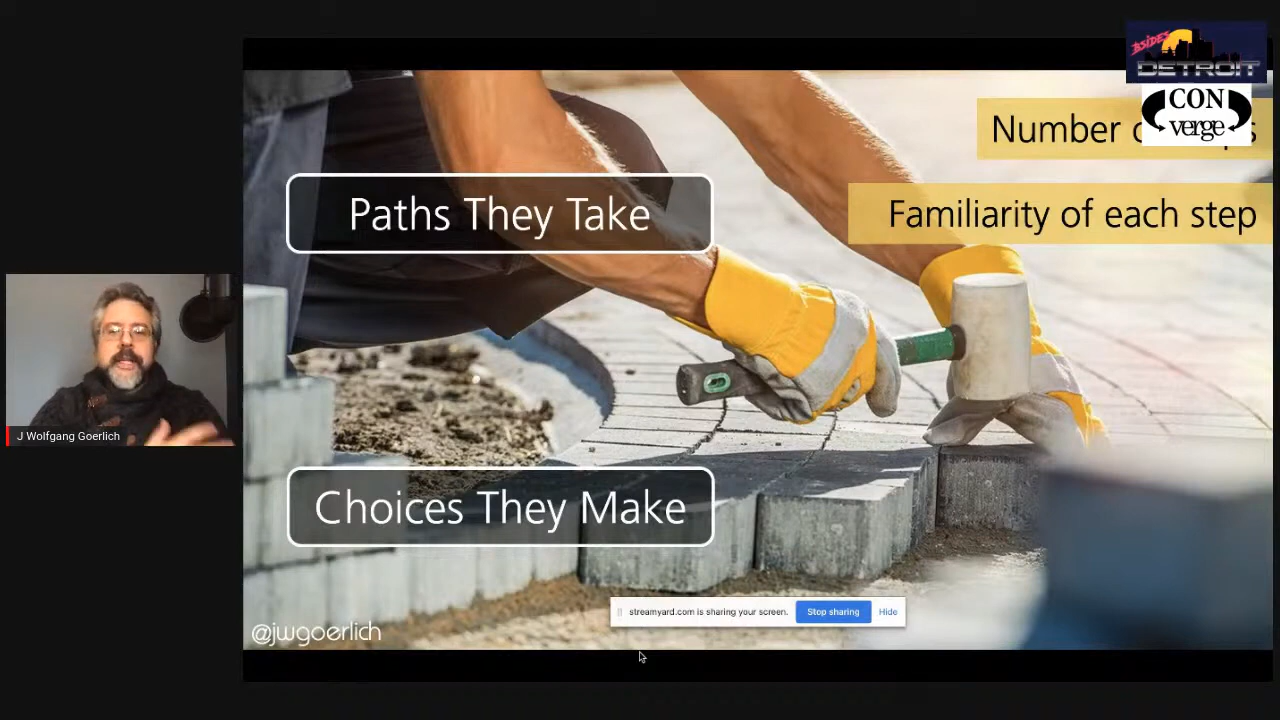 BSIDES
DETROIT
CON
verge
Number
Familiarity of each step
Paths They Take
Choices They Make
J Wolfgang Goerlich
streamyard.com is sharing your screen.
Stop sharing
Hide
@jwgoerlich